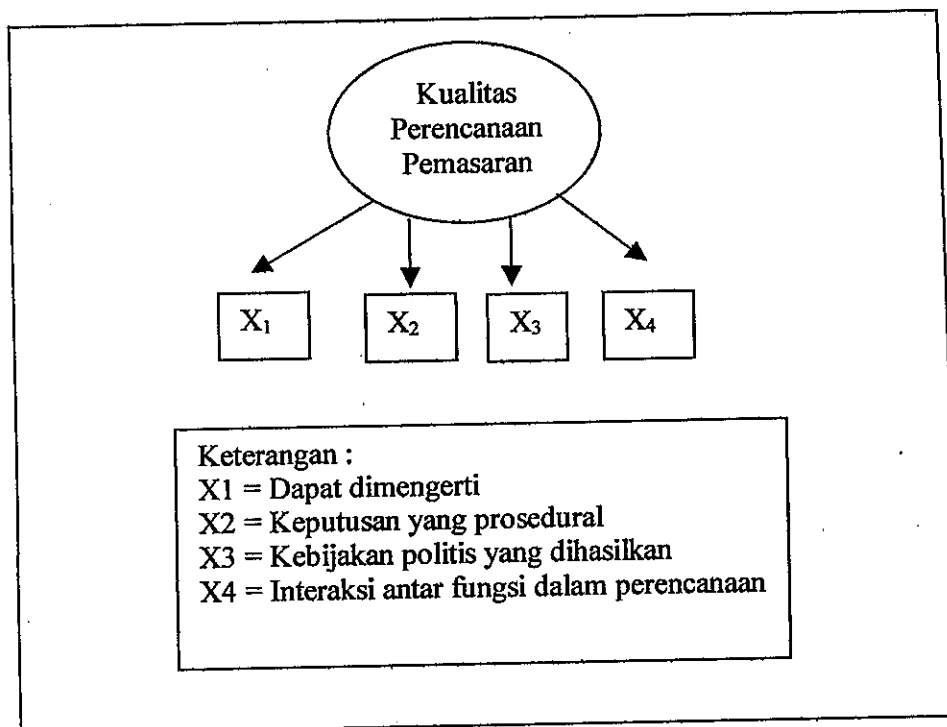 Kualitas
Perencanaan
Pemasaran
X₁ X₂ X₃ X₄
Keterangan :
X1 = Dapat dimengerti
X2 = Keputusan yang prosedural
X3 = Kebijakan politis yang dihasilkan
X4 = Interaksi antar fungsi dalam perencanaan